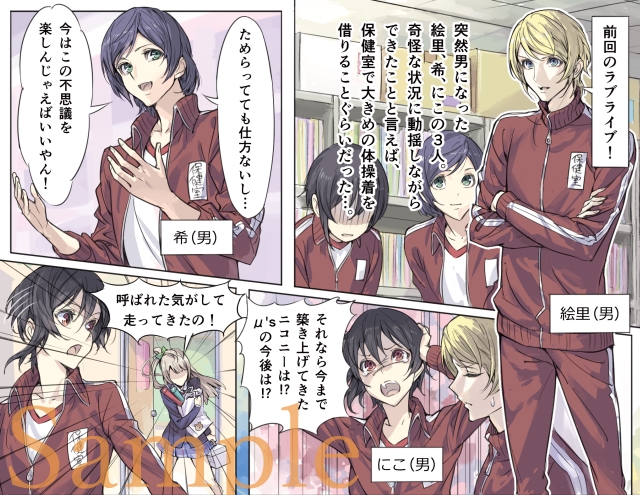 前回のラブライブ！
突然男になった
絵里、希、にこの３人。
奇怪な状況に動揺しながら
できたことと言えば、
保健室で大きめの体操着を
借りることぐらいだった…。
絵里（男）
保健室
ためらってても仕方ないし…
今はこの不思議を
楽しんじゃえばいいやん！
保健室
希（男）
それなら今まで
築き上げてきた
ニコニーは!?
μ'sの今後は!?
にこ（男）
呼ばれた気がして
走ってきたの！
保健室
Sample